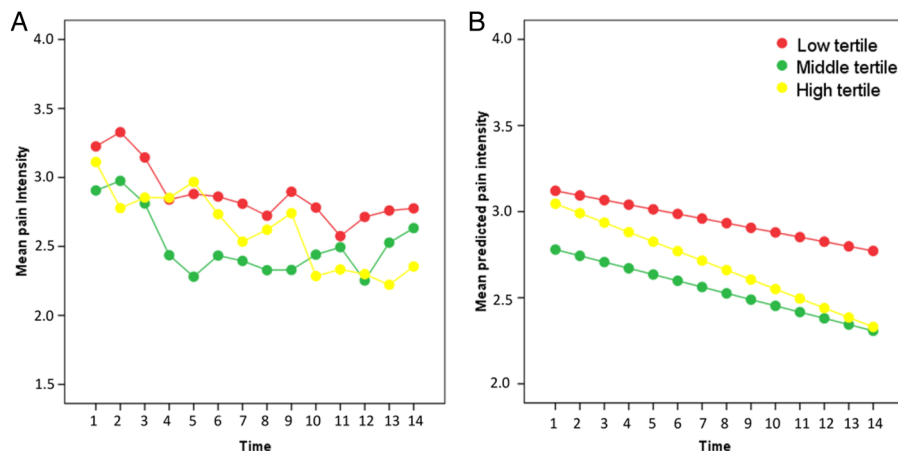 A
B
4.0
3.5
3.0
2.5
2.0
1.5
Mean pain Intensity
1 2 3 4 5 6 7 8 9 10 11 12 13 14
Time
4.0
3.5
3.0
2.5
2.0
Mean predicted pain intensity
Low tertile
Middle tertile
High tertile
1 2 3 4 5 6 7 8 9 10 11 12 13 14
Time